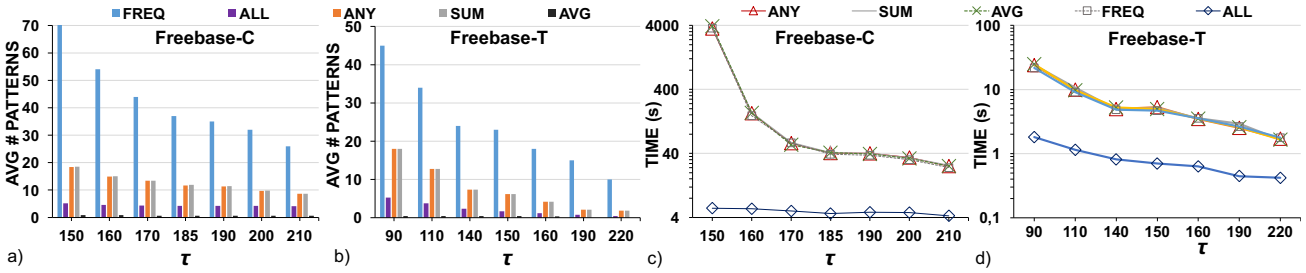 FREQ ALL ANY SUM AVG
Freebase-C
AVG # PATTERNS
70
60
50
40
30
20
10
0
150 160 170 185 190 200 210
τ
a)
Freebase-T
AVG # PATTERNS
50
40
30
20
10
0
90 110 140 150 160 190 220
τ
b)
ANY SUM AVG FREQ ALL
Freebase-C
TIME (s)
4000
400
40
4
150 160 170 185 190 200 210
τ
c)
Freebase-T
TIME (s)
100
10
1
0,1
90 110 140 150 160 190 220
τ
d)